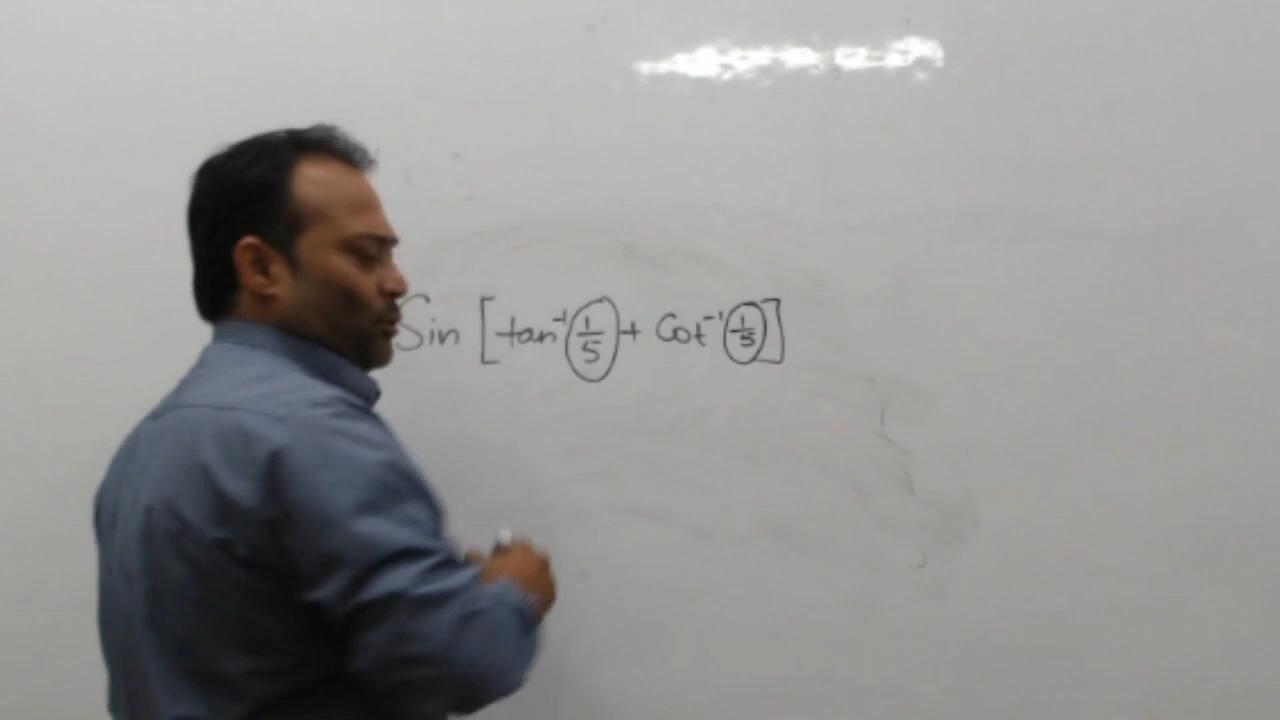 Sin [tan⁻¹(1/5) + Cot⁻¹(1/5)]